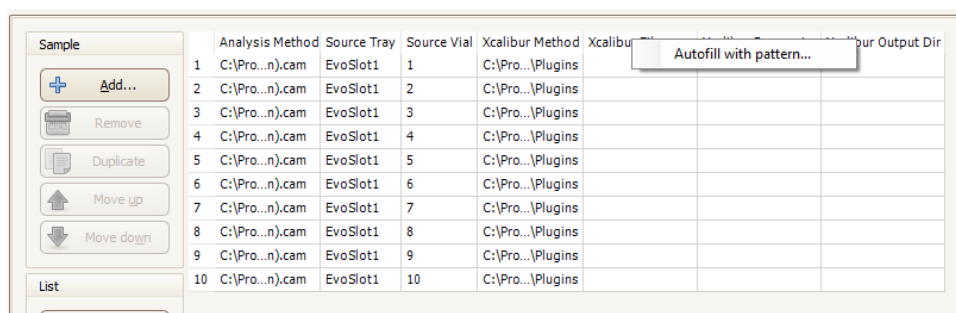 Sample
Add...
Remove
Duplicate
Move up
Move down
List
Analysis Method Source Tray Source Vial Xcalibur Method Xcalibu
bur Output Dir
Autofill with pattern...
1 C:\Pro...n).cam EvoSlot1 1 C:\Pro...\Plugins
2 C:\Pro...n).cam EvoSlot1 2 C:\Pro...\Plugins
3 C:\Pro...n).cam EvoSlot1 3 C:\Pro...\Plugins
4 C:\Pro...n).cam EvoSlot1 4 C:\Pro...\Plugins
5 C:\Pro...n).cam EvoSlot1 5 C:\Pro...\Plugins
6 C:\Pro...n).cam EvoSlot1 6 C:\Pro...\Plugins
7 C:\Pro...n).cam EvoSlot1 7 C:\Pro...\Plugins
8 C:\Pro...n).cam EvoSlot1 8 C:\Pro...\Plugins
9 C:\Pro...n).cam EvoSlot1 9 C:\Pro...\Plugins
10 C:\Pro...n).cam EvoSlot1 10 C:\Pro...\Plugins